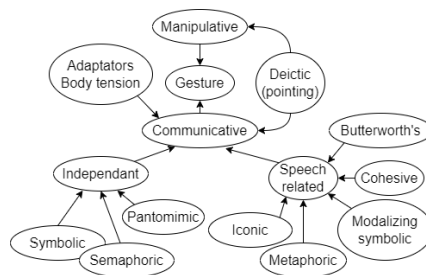 Manipulative
Adaptators
Body tension
Gesture
Deictic
(pointing)
Communicative
Butterworth's
Independant
Speech
related
Cohesive
Pantomimic
Modalizing
symbolic
Iconic
Symbolic
Semaphoric
Metaphoric